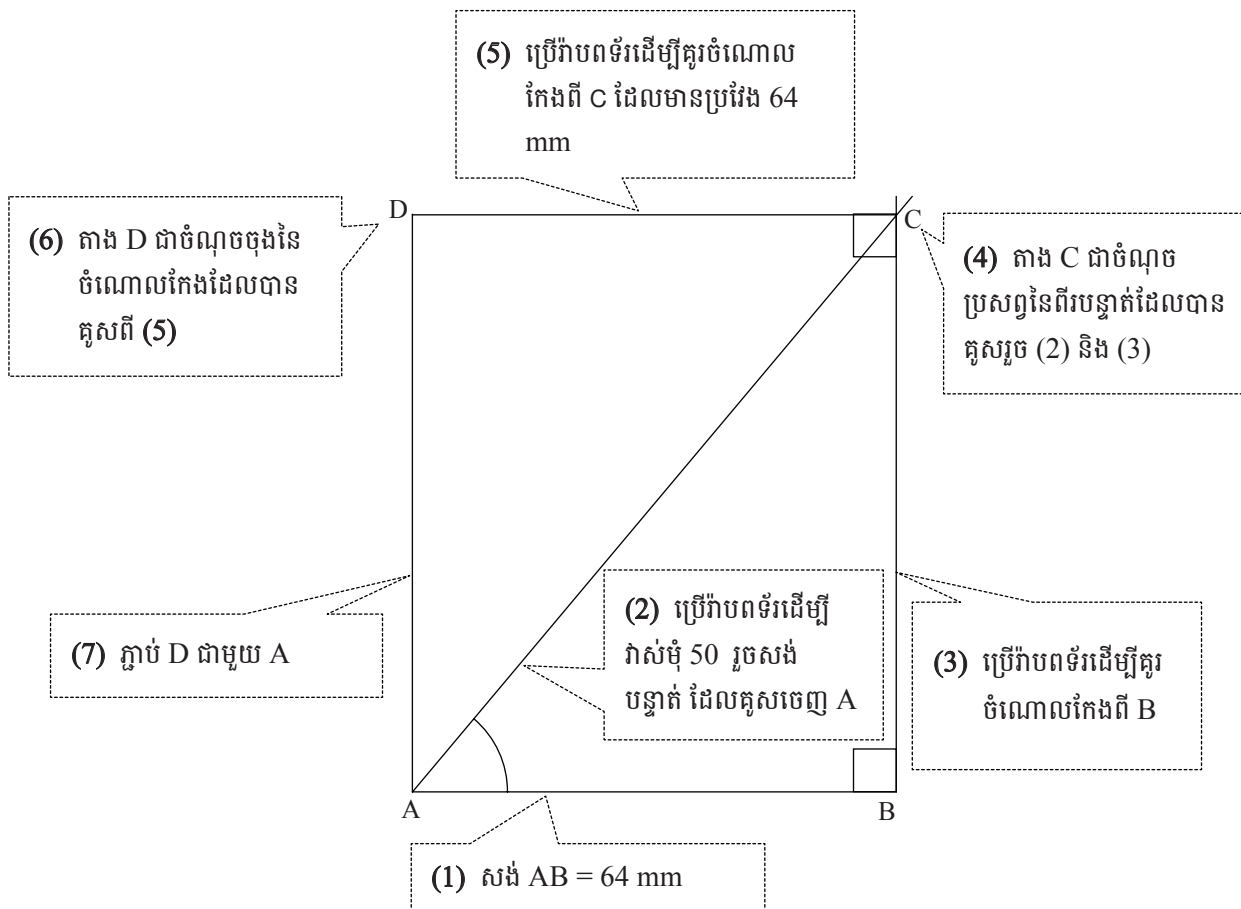 (5) ប្រើរ៉ាបពទ័រដើម្បីគូរចំណោល
កែងពី C ដែលមានប្រវែង 64
mm
D
C
(6) តាង D ជាចំណុចចុងនៃ
ចំណោលកែងដែលបាន
គូសពី (5)
(4) តាង C ជាចំណុច
ប្រសព្វនៃពីរបន្ទាត់ដែលបាន
គូសរួច (2) និង (3)
(7) ភ្ជាប់ D ជាមួយ A
(2) ប្រើរ៉ាបពទ័រដើម្បី
វាស់មុំ 50 រួចសង់
បន្ទាត់ ដែលគូសចេញ A
(3) ប្រើរ៉ាបពទ័រដើម្បីគូរ
ចំណោលកែងពី B
A
B
(1) សង់ AB = 64 mm